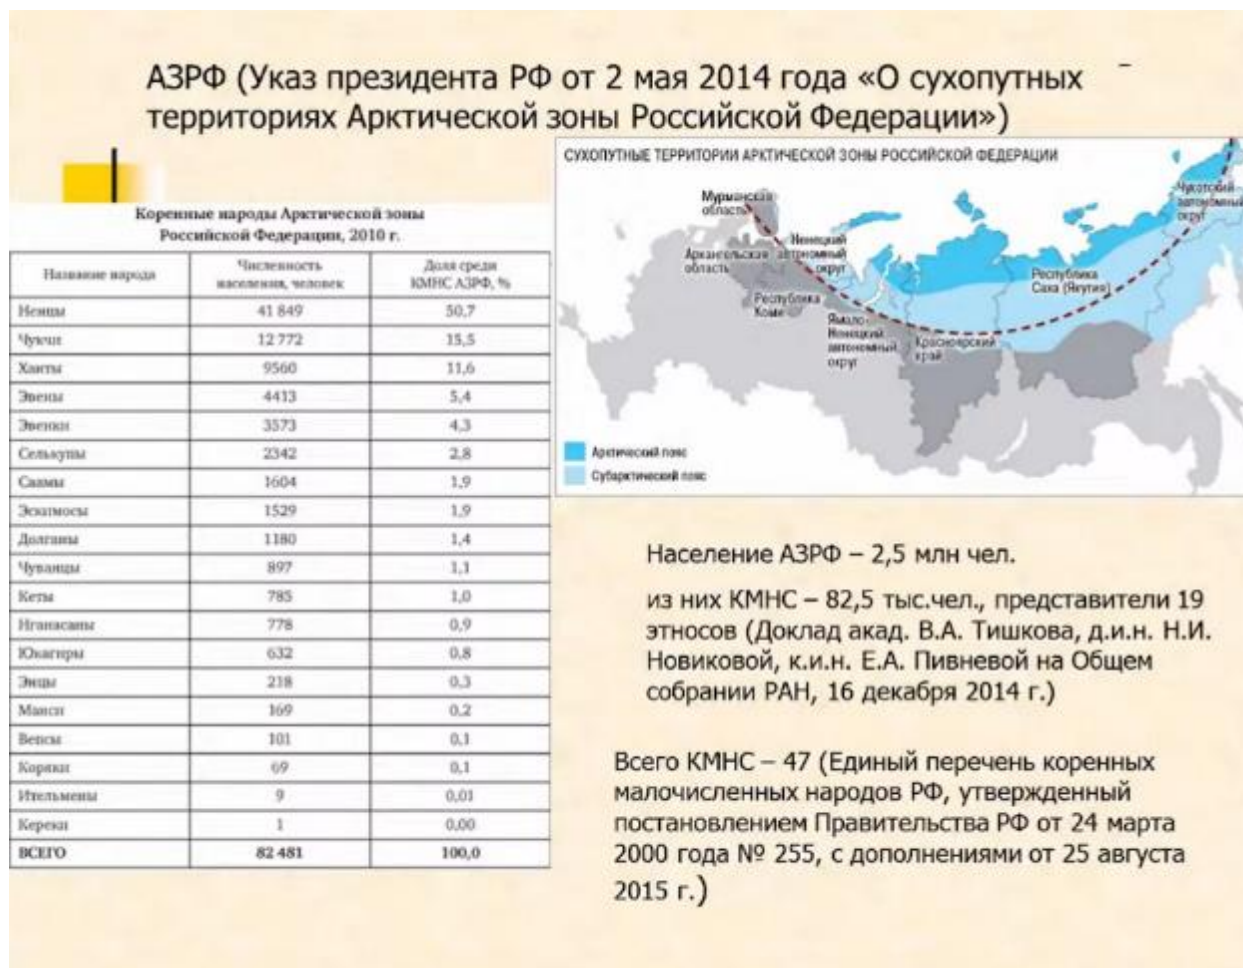 АЗРФ (Указ президента РФ от 2 мая 2014 года «О сухопутных
территориях Арктической зоны Российской Федерации»)
Коренные народы Арктической зоны
Российской Федерации, 2010 г.
Название народа Численность населения, человек Доля среди КМНС АЗРФ, %
Ненцы 41 849 50,7
Чукчи 12 772 15,5
Ханты 9560 11,6
Эвены 4413 5,4
Эвенки 3573 4,3
Селькупы 2342 2,8
Саамы 1604 1,9
Эскимосы 1529 1,9
Долганы 1180 1,4
Чуванцы 897 1,1
Кеты 785 1,0
Нганасаны 778 0,9
Юкагиры 632 0,8
Энцы 218 0,3
Манси 169 0,2
Вепсы 101 0,1
Коряки 69 0,1
Ительмены 9 0,01
Кереки 1 0,00
ВСЕГО 82 481 100,0
СУХОПУТНЫЕ ТЕРРИТОРИИ АРКТИЧЕСКОЙ ЗОНЫ РОССИЙСКОЙ ФЕДЕРАЦИИ
Мурманская
область
Чукотский
автономный
округ
Архангельская
область
Ненецкий
автономный
округ
Республика
Коми
Республика
Саха (Якутия)
Ямало-
Ненецкий
автономный
округ
Красноярский
край
Арктический пояс
Субарктический пояс
Население АЗРФ – 2,5 млн чел.
из них КМНС – 82,5 тыс.чел., представители 19
этносов (Доклад акад. В.А. Тишкова, д.и.н. Н.И.
Новиковой, к.и.н. Е.А. Пивневой на Общем
собрании РАН, 16 декабря 2014 г.)
Всего КМНС – 47 (Единый перечень коренных
малочисленных народов РФ, утвержденный
постановлением Правительства РФ от 24 марта
2000 года № 255, с дополнениями от 25 августа
2015 г.)